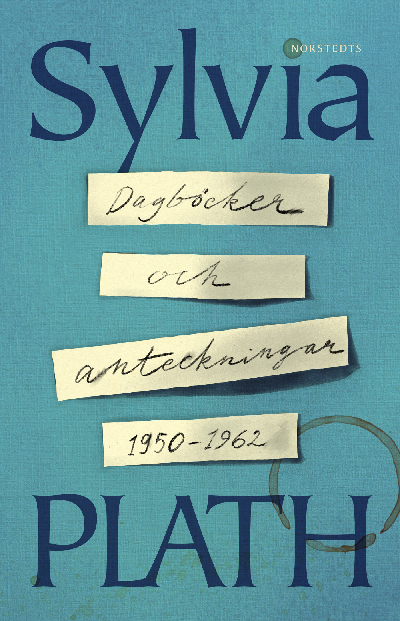 Sylvia
NORSTEDTS
Dagböcker
och
anteckningar
1950-1962
PLATH